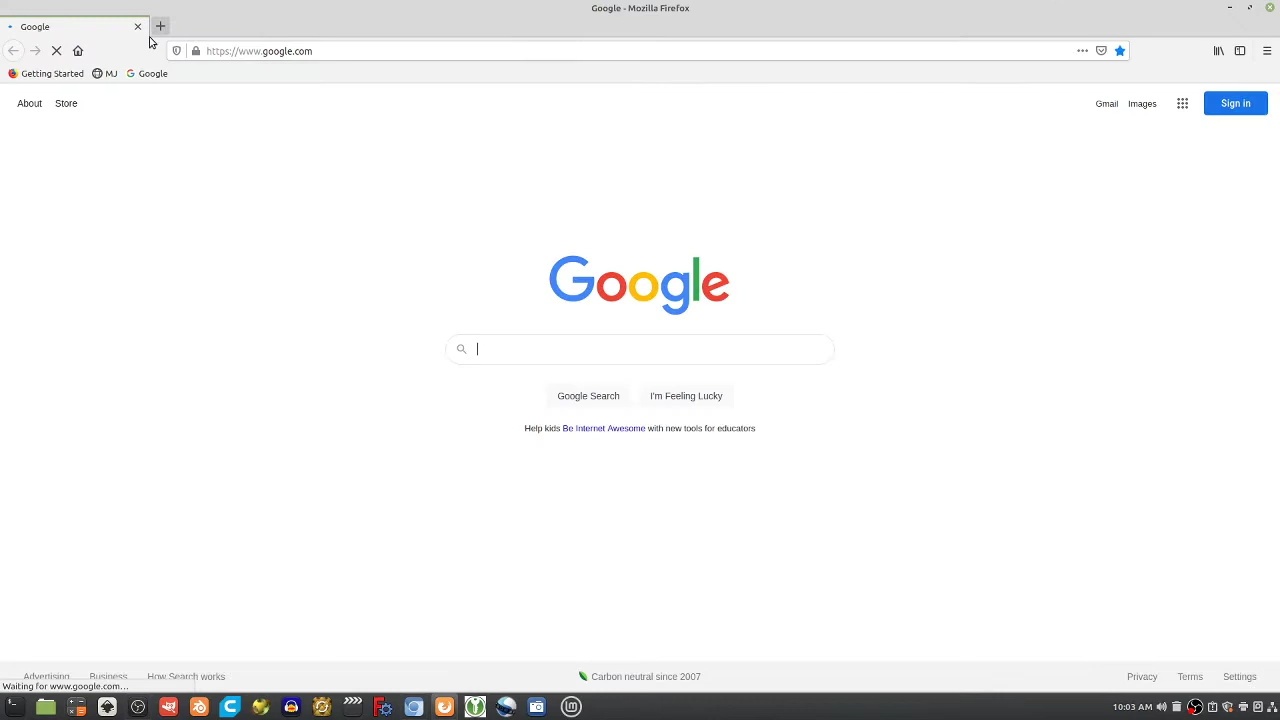 Google - Mozilla Firefox
Google
https://www.google.com
Getting Started MJ Google
About Store Gmail Images Sign in
Google
Google Search I'm Feeling Lucky
Help kids Be Internet Awesome with new tools for educators
Advertising Business How Search works Carbon neutral since 2007 Privacy Terms Settings
Waiting for www.google.com...
10:03 AM